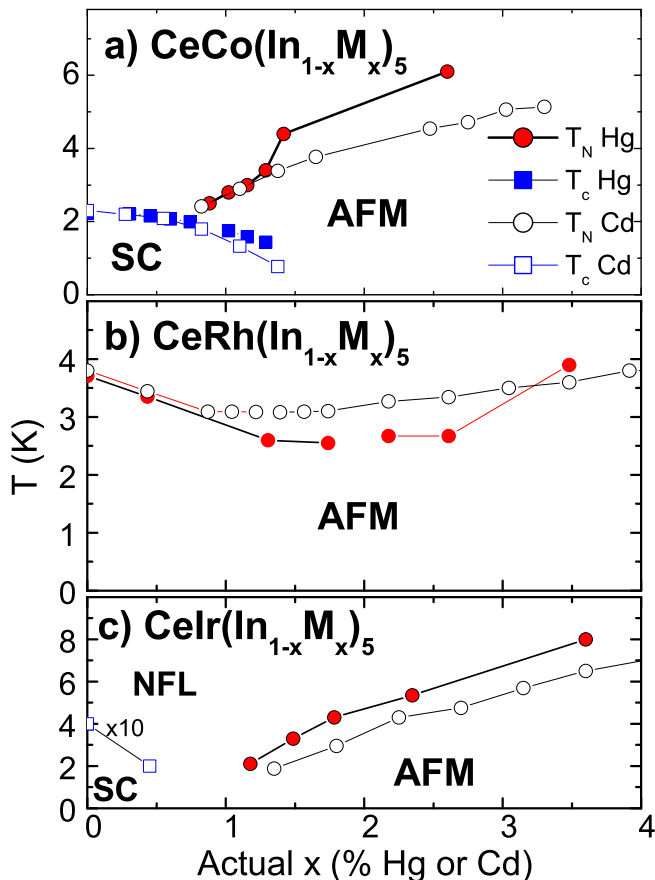 a) CeCo(In₁₋ₓMₓ)₅
6
4
2
0
T_N Hg
T_c Hg
T_N Cd
T_c Cd
AFM
SC
b) CeRh(In₁₋ₓMₓ)₅
4
3
2
1
0
T (K)
AFM
c) CeIr(In₁₋ₓMₓ)₅
8
6
4
2
0
NFL
x10
SC
AFM
0 1 2 3 4
Actual x (% Hg or Cd)